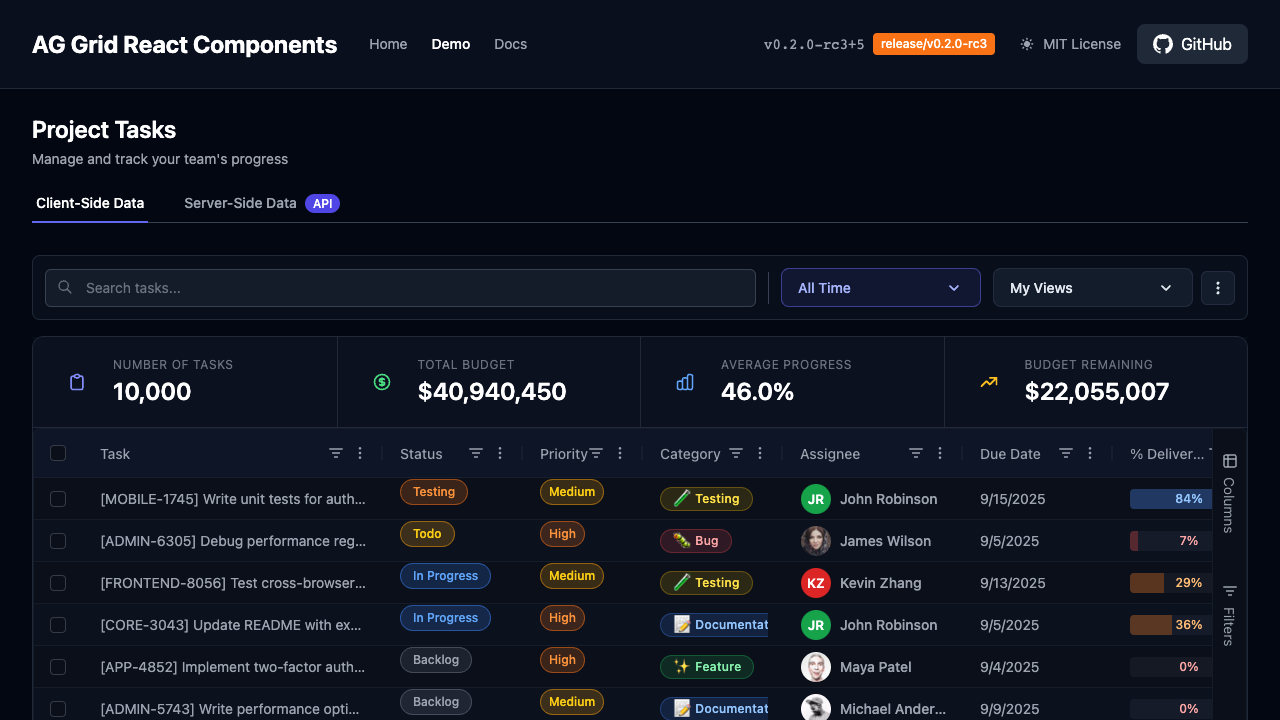 AG Grid React Components Home Demo Docs v0.2.0-rc3+5 release/v0.2.0-rc3 MIT License GitHub
Project Tasks
Manage and track your team's progress
Client-Side Data Server-Side Data API
Search tasks... All Time My Views
NUMBER OF TASKS TOTAL BUDGET AVERAGE PROGRESS BUDGET REMAINING
10,000 $40,940,450 46.0% $22,055,007
Task Status Priority Category Assignee Due Date % Deliver...
[MOBILE-1745] Write unit tests for auth... Testing Medium Testing JR John Robinson 9/15/2025 84%
[ADMIN-6305] Debug performance reg... Todo High Bug James Wilson 9/5/2025 7%
[FRONTEND-8056] Test cross-browser... In Progress Medium Testing KZ Kevin Zhang 9/13/2025 29%
[CORE-3043] Update README with ex... In Progress High Documentat JR John Robinson 9/5/2025 36%
[APP-4852] Implement two-factor auth... Backlog High Feature Maya Patel 9/4/2025 0%
[ADMIN-5743] Write performance opti... Backlog Medium Documentat Michael Ander... 9/9/2025 0%
Columns
Filters